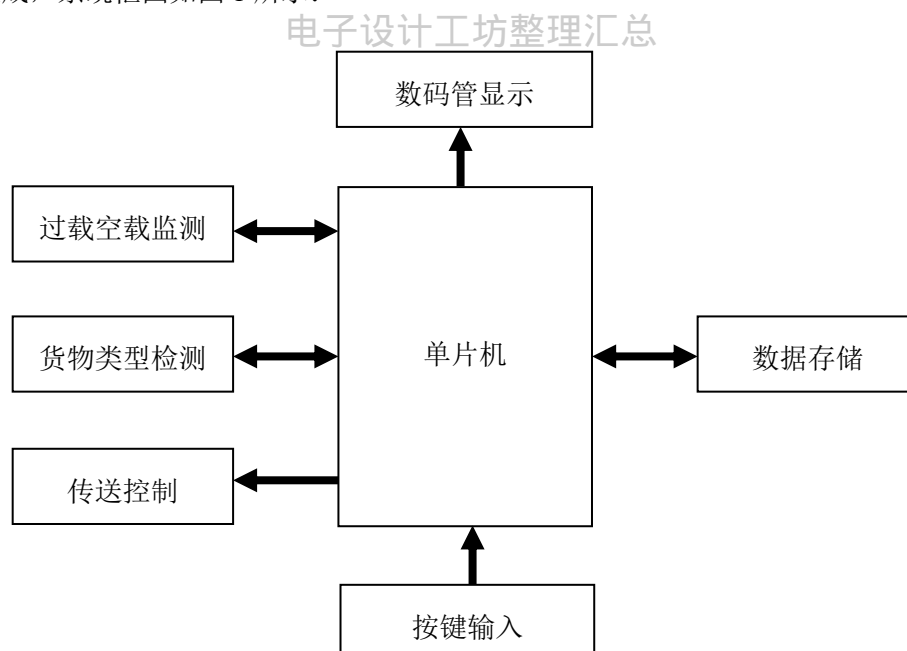 电子设计工坊整理汇总
数码管显示
过载空载监测
货物类型检测
单片机
数据存储
传送控制
按键输入